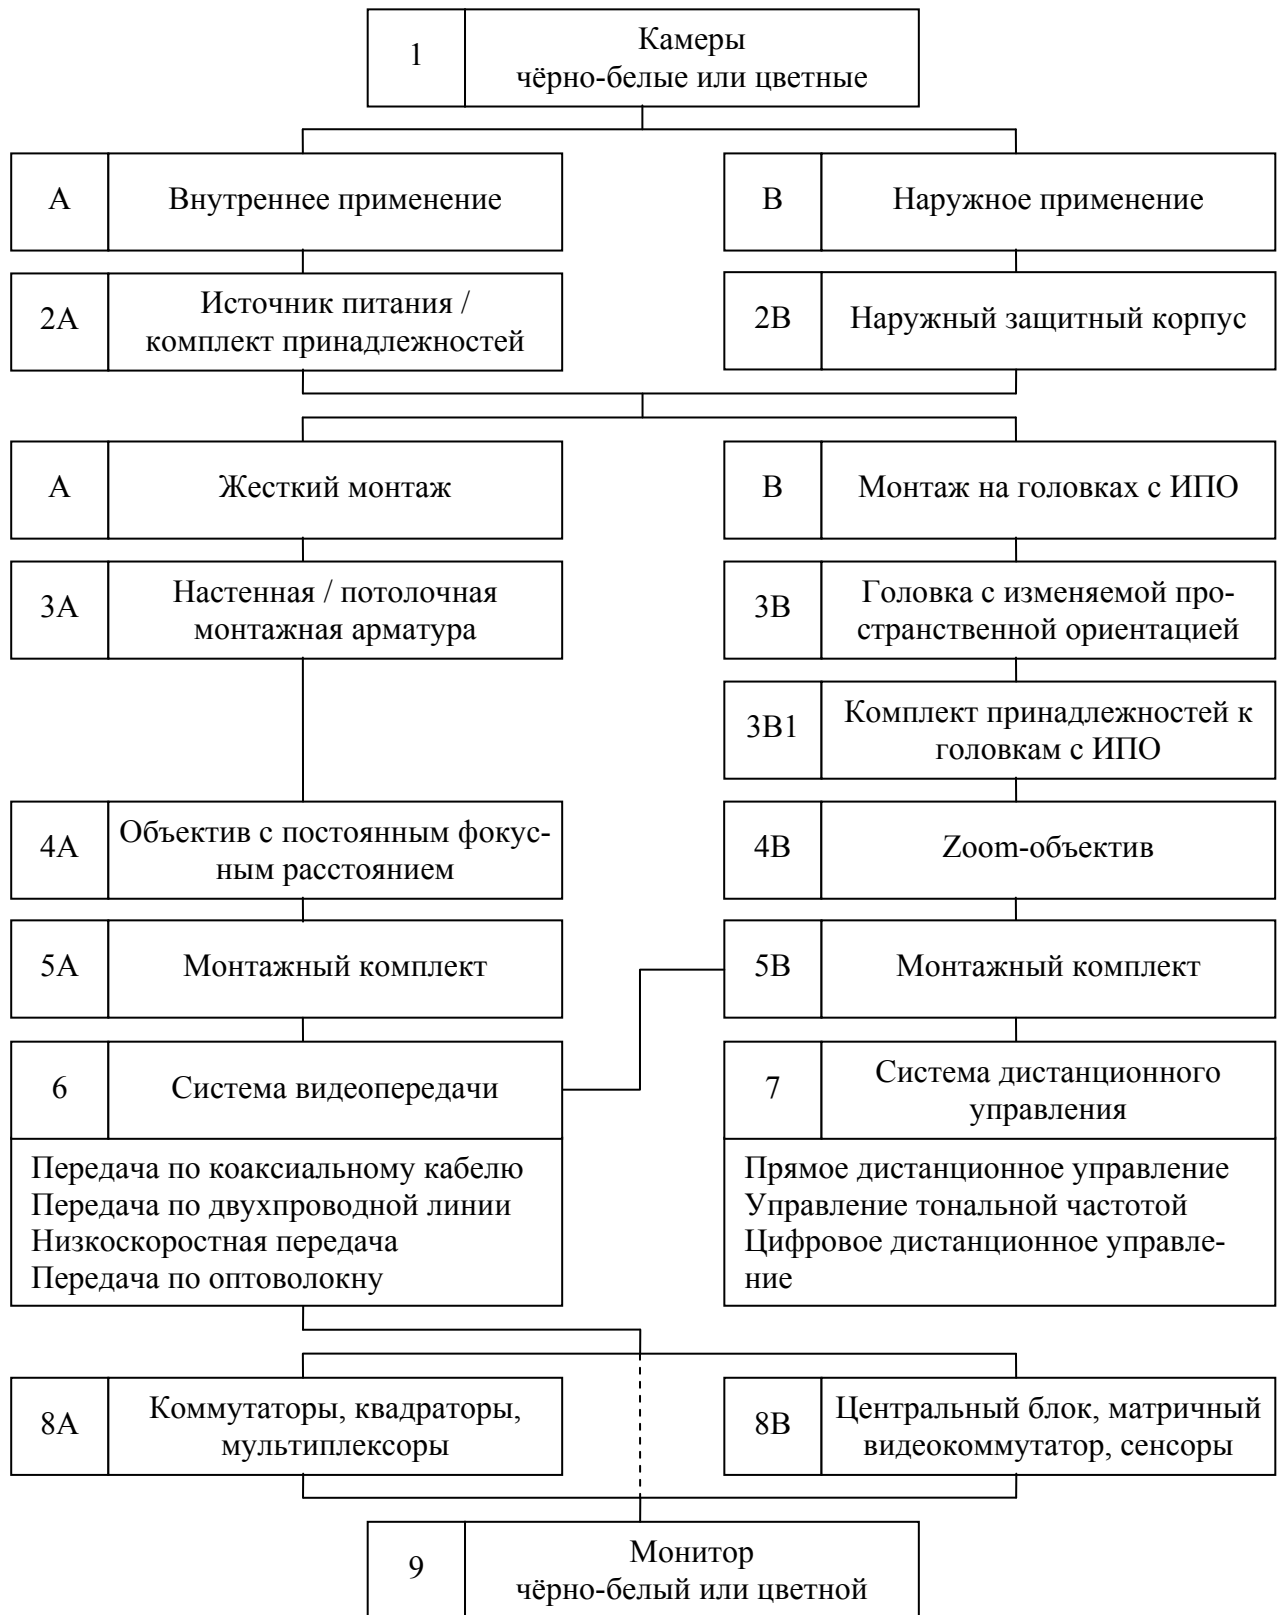 1
Камеры
чёрно-белые или цветные
A
Внутреннее применение
B
Наружное применение
2A
Источник питания /
комплект принадлежностей
2B
Наружный защитный корпус
A
Жесткий монтаж
B
Монтаж на головках с ИПО
3A
Настенная / потолочная
монтажная арматура
3B
Головка с изменяемой про-
странственной ориентацией
3B1
Комплект принадлежностей к
головкам с ИПО
4A
Объектив с постоянным фокус-
ным расстоянием
4B
Zoom-объектив
5A
Монтажный комплект
5B
Монтажный комплект
6
Система видеопередачи
7
Система дистанционного
управления
Передача по коаксиальному кабелю
Передача по двухпроводной линии
Низкоскоростная передача
Передача по оптоволокну
Прямое дистанционное управление
Управление тональной частотой
Цифровое дистанционное управле-
ние
8A
Коммутаторы, квадраторы,
мультиплексоры
8B
Центральный блок, матричный
видеокоммутатор, сенсоры
9
Монитор
чёрно-белый или цветной